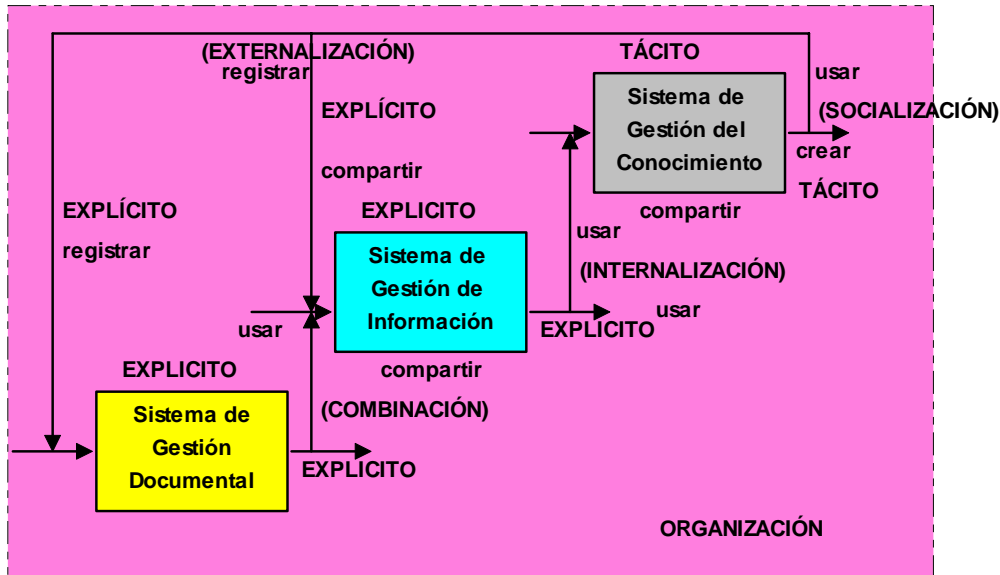 (EXTERNALIZACIÓN)
registrar
TÁCITO
usar
Sistema de
Gestión del
Conocimiento
(SOCIALIZACIÓN)
crear
TÁCITO
EXPLÍCITO
compartir
compartir
EXPLÍCITO
registrar
EXPLICITO
usar
(INTERNALIZACIÓN)
Sistema de
Gestión de
Información
usar
EXPLICITO
usar
compartir
EXPLICITO
(COMBINACIÓN)
Sistema de
Gestión
Documental
EXPLICITO
ORGANIZACIÓN